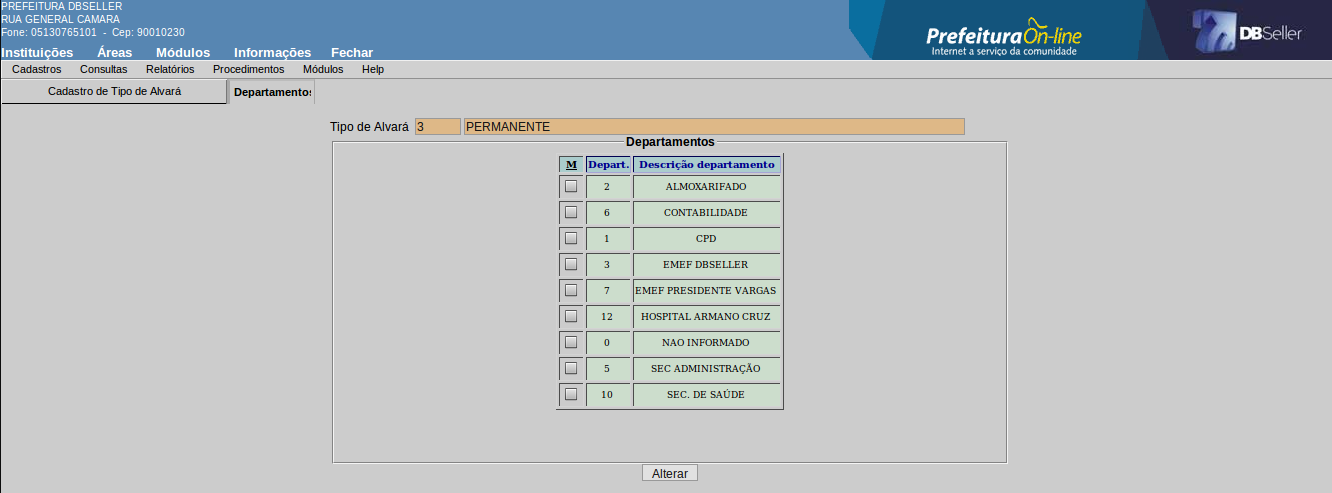 PREFEITURA DBSELLER
RUA GENERAL CAMARA
Fone: 05130765101 - Cep: 90010230
Prefeitura On-line
Internet a serviço da comunidade
DBSeller
Instituições Áreas Módulos Informações Fechar
Cadastros Consultas Relatórios Procedimentos Módulos Help
Cadastro de Tipo de Alvará Departamentos
Tipo de Alvará 3 PERMANENTE
Departamentos
M Depart. Descrição departamento
2 ALMOXARIFADO
6 CONTABILIDADE
1 CPD
3 EMEF DBSELLER
7 EMEF PRESIDENTE VARGAS
12 HOSPITAL ARMANO CRUZ
0 NAO INFORMADO
5 SEC ADMINISTRAÇÃO
10 SEC. DE SAÚDE
Alterar